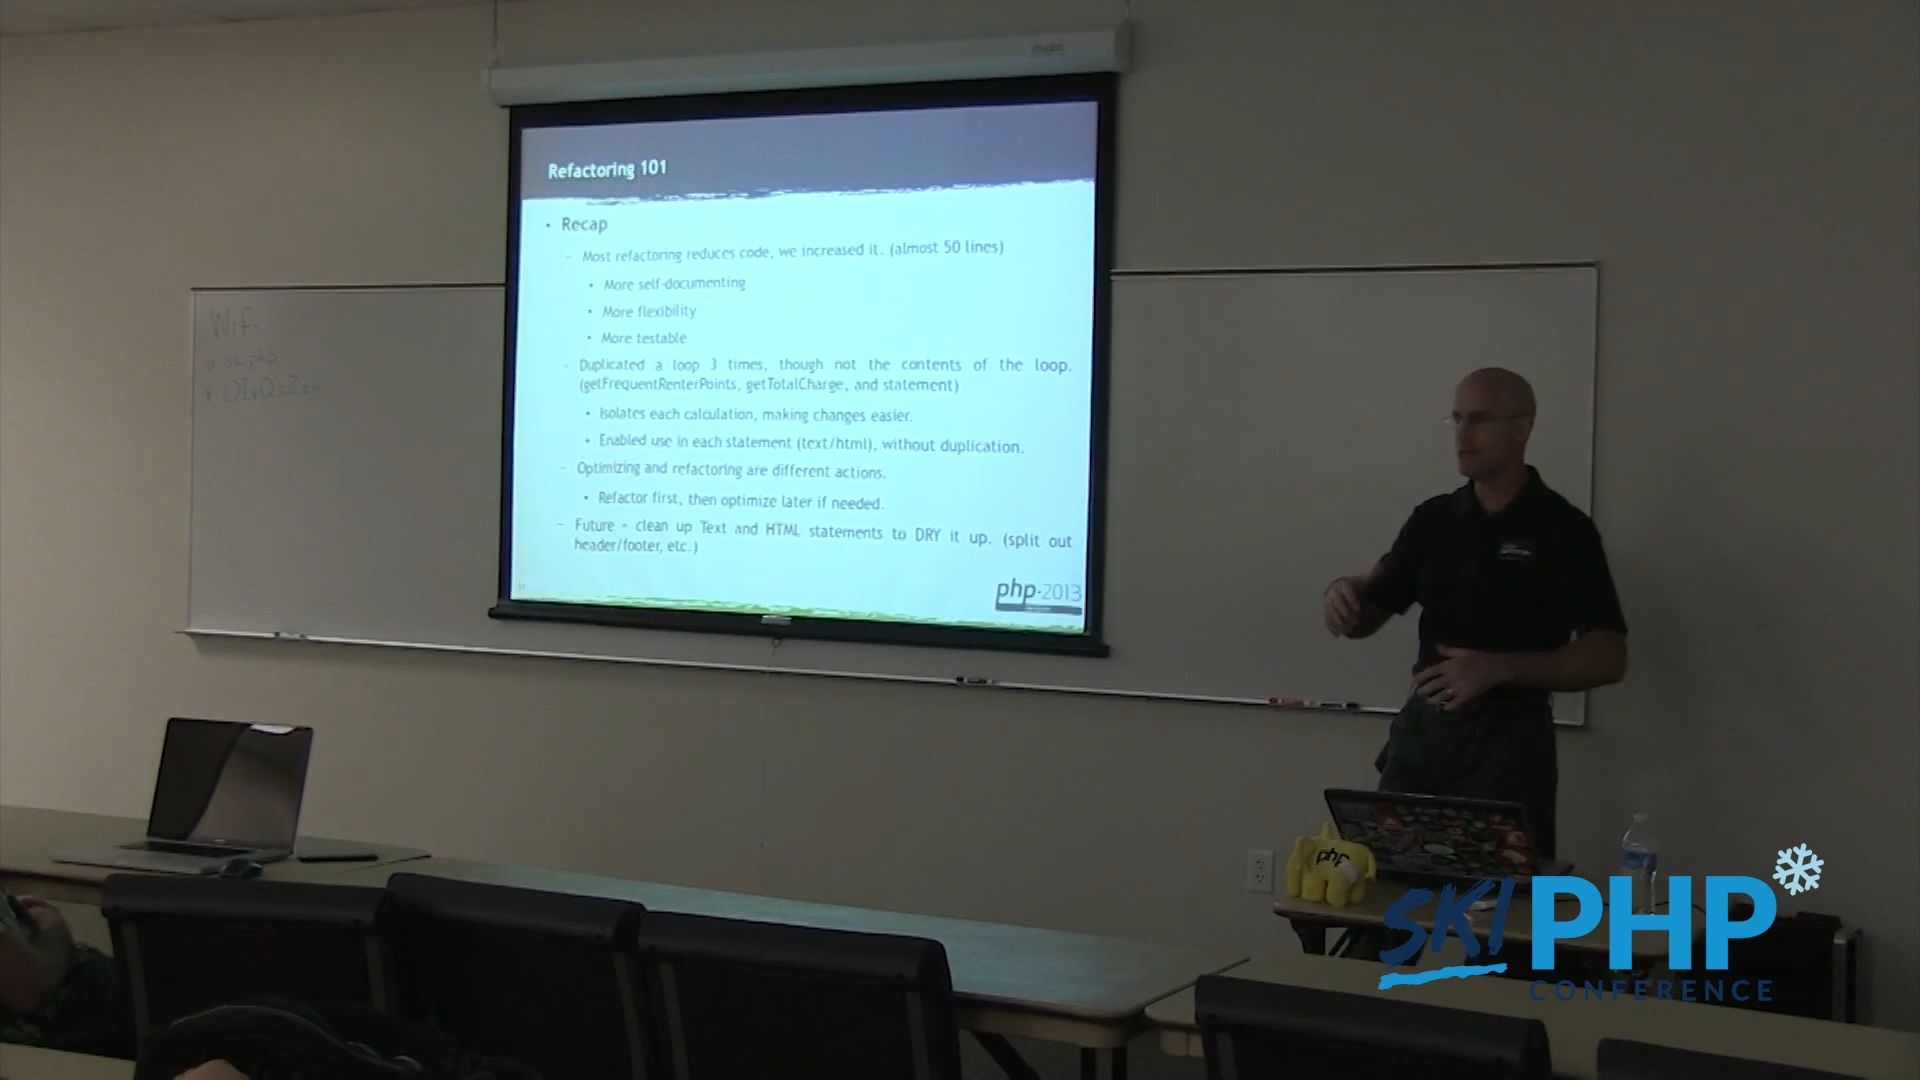 Refactoring 101
• Recap
– Most refactoring reduces code, we increased it. (almost 50 lines)
• More self-documenting
• More flexibility
• More testable
– Duplicated a loop 3 times, though not the contents of the loop.
(getFrequentRenterPoints, getTotalCharge, and statement)
• Isolates each calculation, making changes easier.
• Enabled use in each statement (text/html), without duplication.
– Optimizing and refactoring are different actions.
• Refactor first, then optimize later if needed.
– Future - clean up Text and HTML statements to DRY it up. (split out
header/footer, etc.)
php·2013
Wifi
skiphp
php
SKI PHP
CONFERENCE